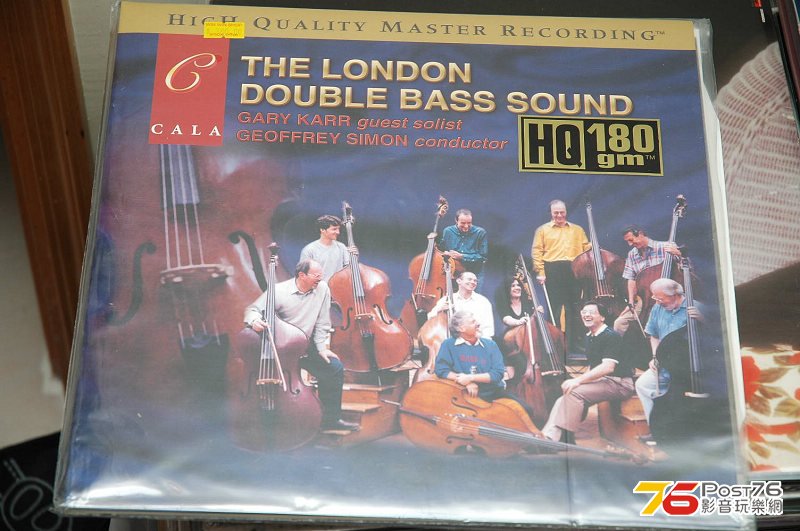 HIGH QUALITY MASTER RECORDING™
C
CALA
THE LONDON
DOUBLE BASS SOUND
GARY KARR guest solist
GEOFFREY SIMON conductor
HQ 180
gm™
76 Post76
影音玩樂網